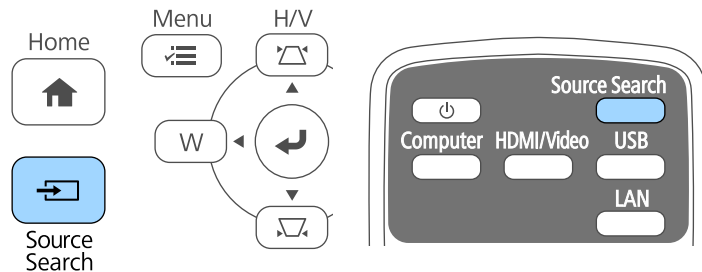 Home
Source
Search
Menu
H/V
W
Source Search
Computer
HDMI/Video
USB
LAN